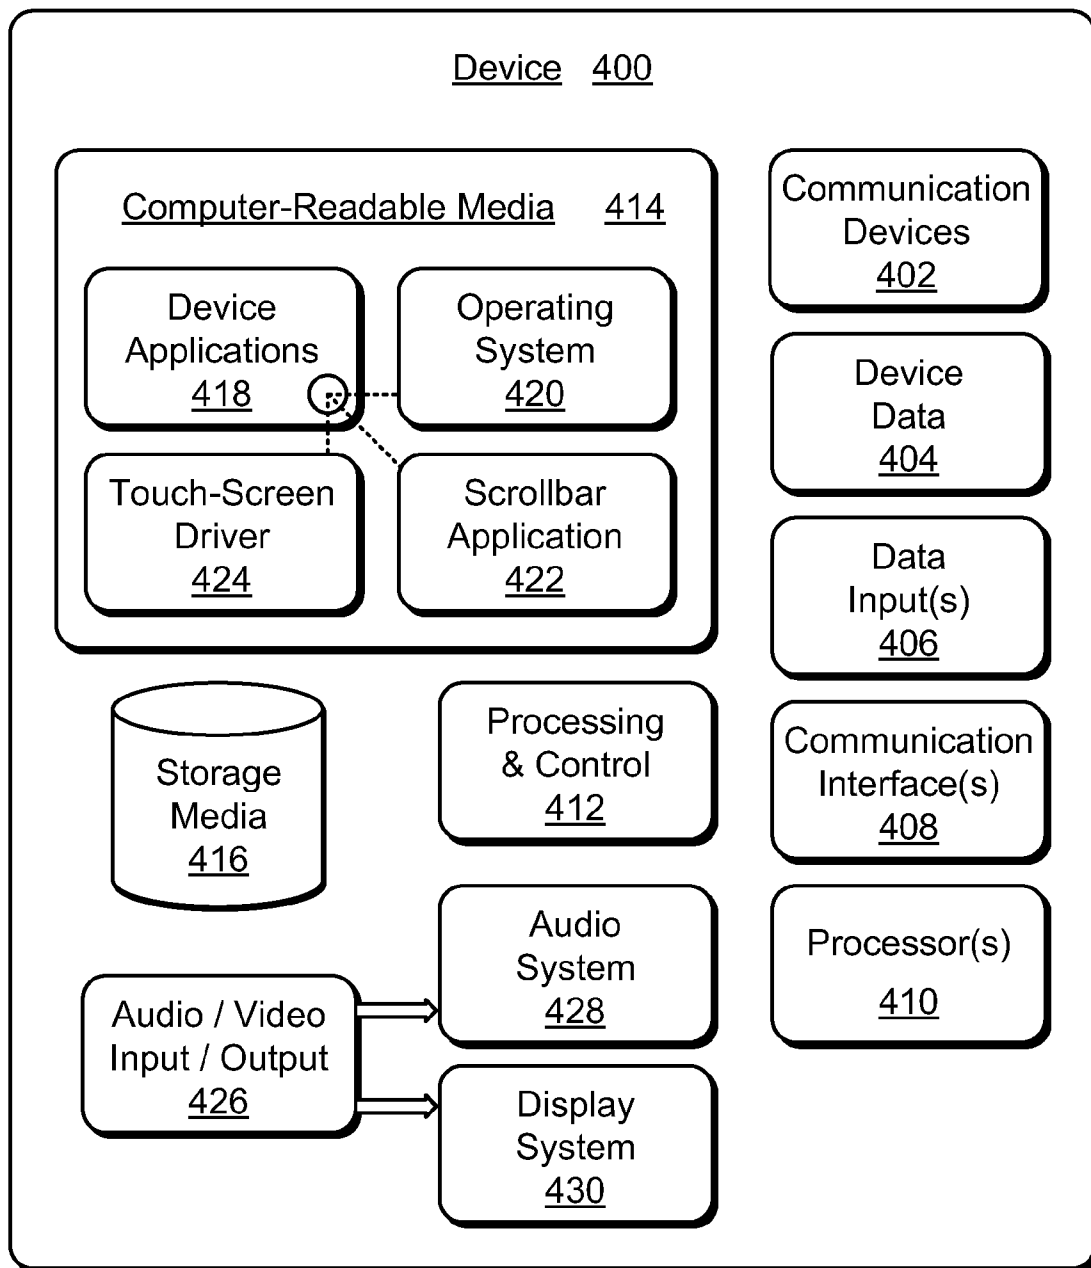 Device 400
Computer-Readable Media 414
Device
Applications
418
Operating
System
420
Touch-Screen
Driver
424
Scrollbar
Application
422
Storage
Media
416
Processing
& Control
412
Audio / Video
Input / Output
426
Audio
System
428
Display
System
430
Communication
Devices
402
Device
Data
404
Data
Input(s)
406
Communication
Interface(s)
408
Processor(s)
410